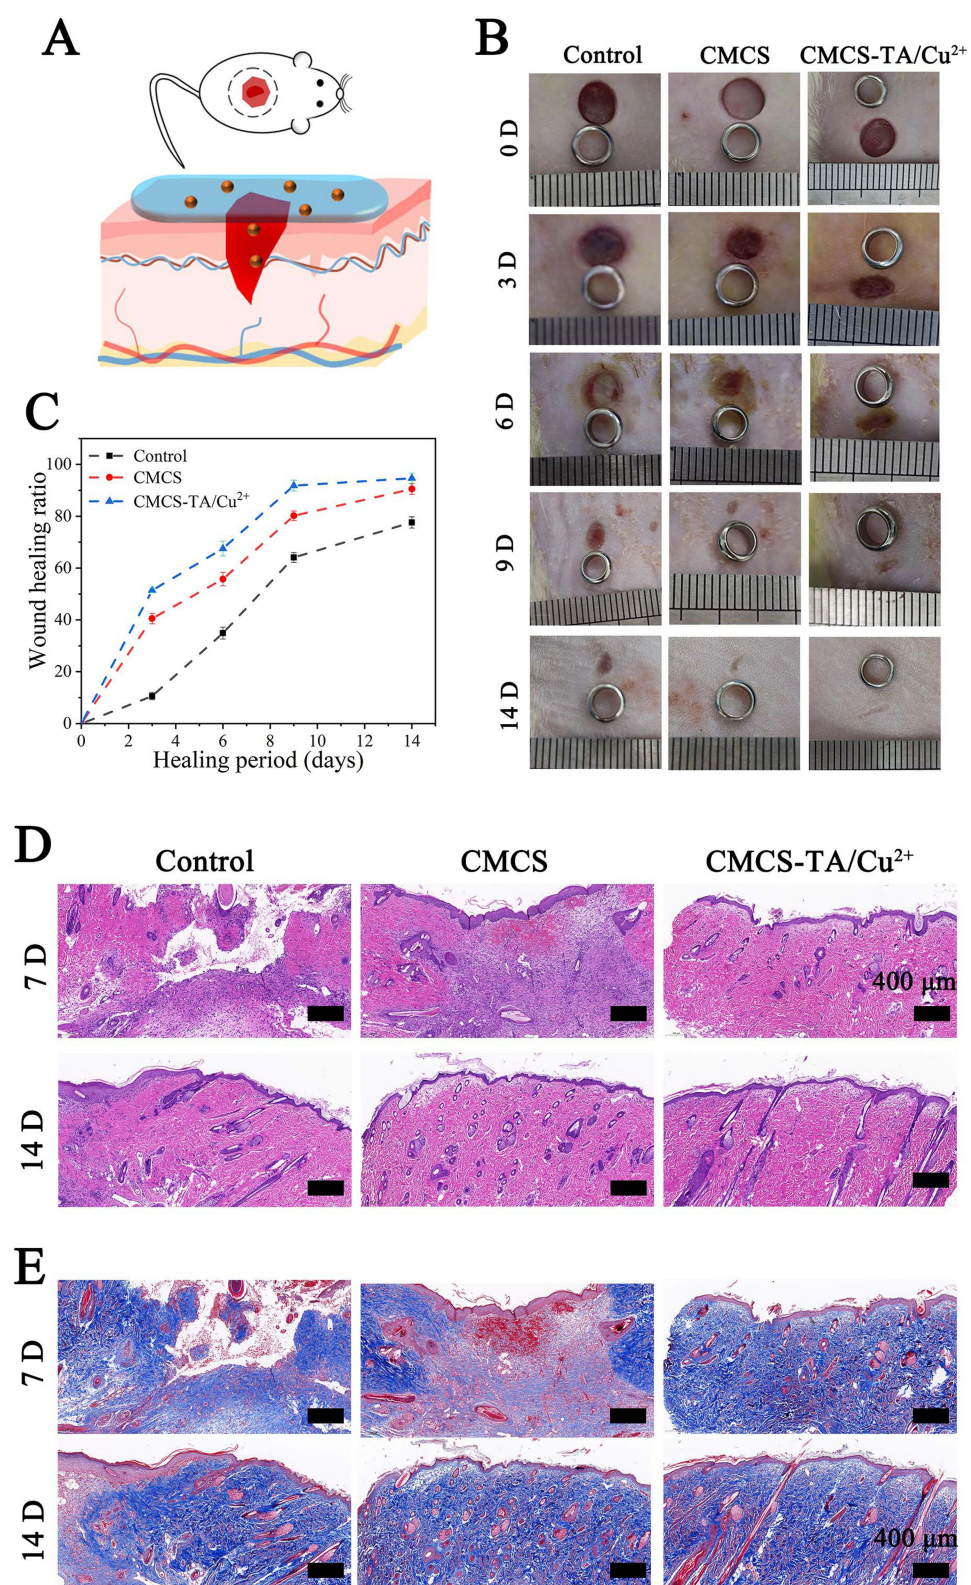 A
B
Control CMCS CMCS-TA/Cu²⁺
0 D
3 D
6 D
9 D
14 D
C
Control
CMCS
CMCS-TA/Cu²⁺
100
80
60
40
20
0
0 2 4 6 8 10 12 14
Wound healing ratio
Healing period (days)
D
Control CMCS CMCS-TA/Cu²⁺
7 D
400 μm
14 D
E
7 D
14 D
400 μm